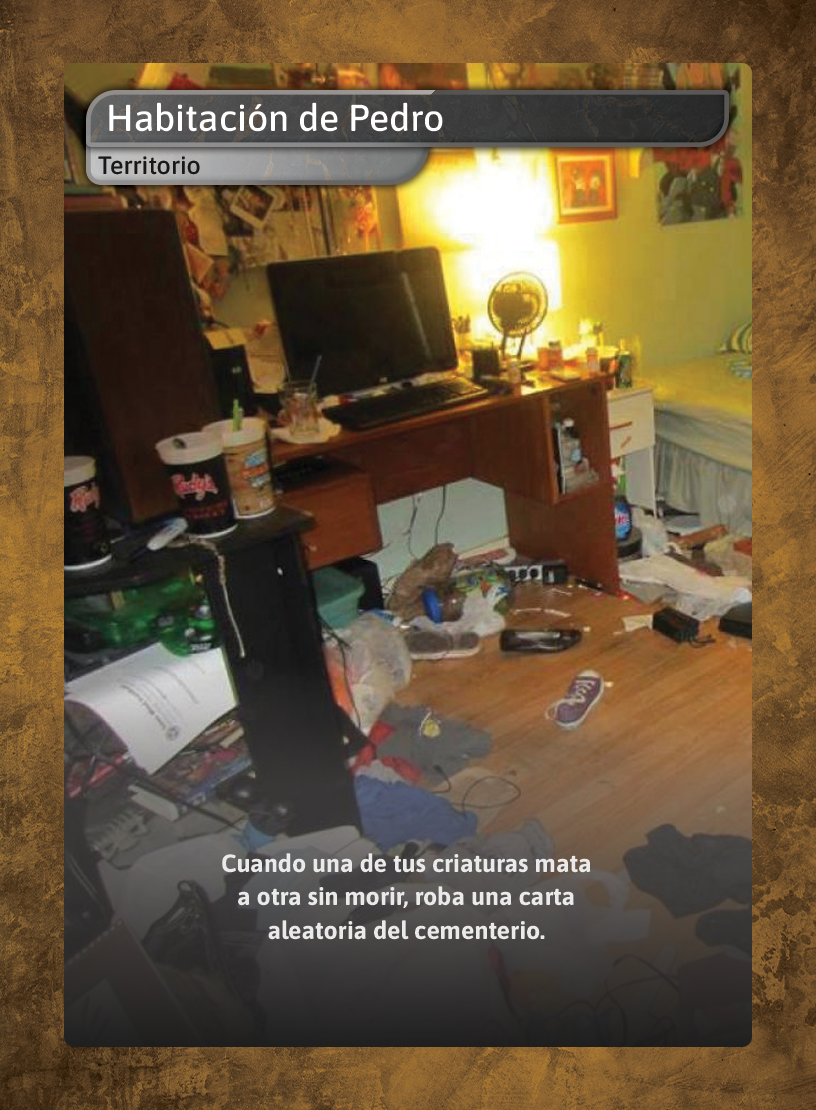 Habitación de Pedro
Territorio
Rudy's
Cuando una de tus criaturas mata
a otra sin morir, roba una carta
aleatoria del cementerio.